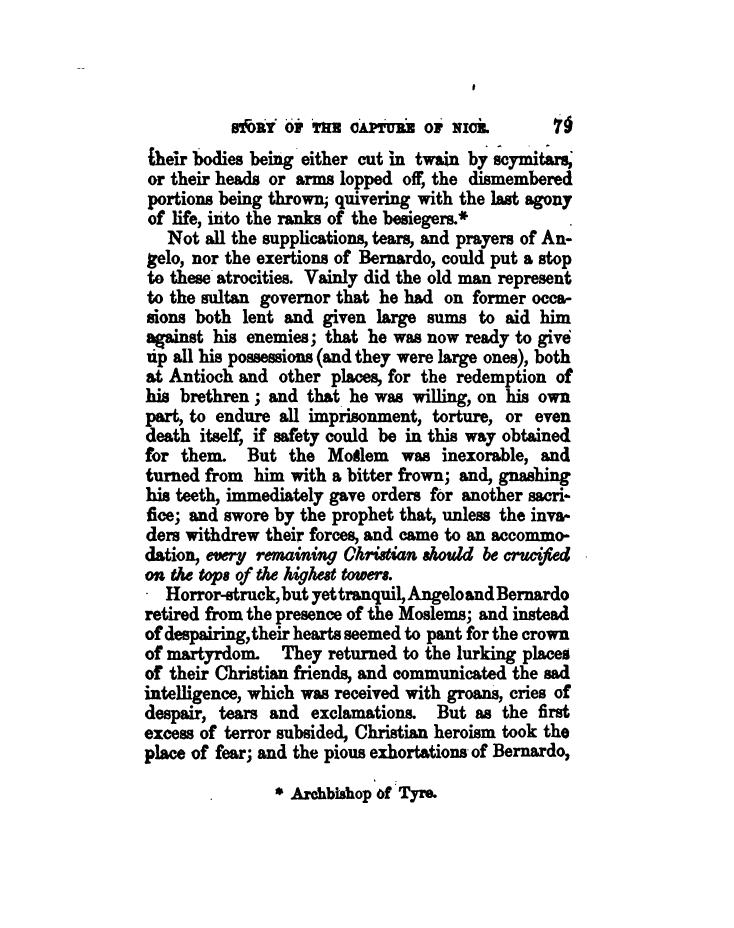 STORY OF THE CAPTURE OF NICE. 79
their bodies being either cut in twain by scymitars,
or their heads or arms lopped off, the dismembered
portions being thrown; quivering with the last agony
of life, into the ranks of the besiegers.*
Not all the supplications, tears, and prayers of An-
gelo, nor the exertions of Bernardo, could put a stop
to these atrocities. Vainly did the old man represent
to the sultan governor that he had on former occa-
sions both lent and given large sums to aid him
against his enemies; that he was now ready to give
up all his possessions (and they were large ones), both
at Antioch and other places, for the redemption of
his brethren; and that he was willing, on his own
part, to endure all imprisonment, torture, or even
death itself, if safety could be in this way obtained
for them. But the Moslem was inexorable, and
turned from him with a bitter frown; and, gnashing
his teeth, immediately gave orders for another sacri-
fice; and swore by the prophet that, unless the inva-
ders withdrew their forces, and came to an accommo-
dation, every remaining Christian should be crucified
on the tops of the highest towers.
Horror-struck, but yet tranquil, Angelo and Bernardo
retired from the presence of the Moslems; and instead
of despairing, their hearts seemed to pant for the crown
of martyrdom. They returned to the lurking places
of their Christian friends, and communicated the sad
intelligence, which was received with groans, cries of
despair, tears and exclamations. But as the first
excess of terror subsided, Christian heroism took the
place of fear; and the pious exhortations of Bernardo,
* Archbishop of Tyre.